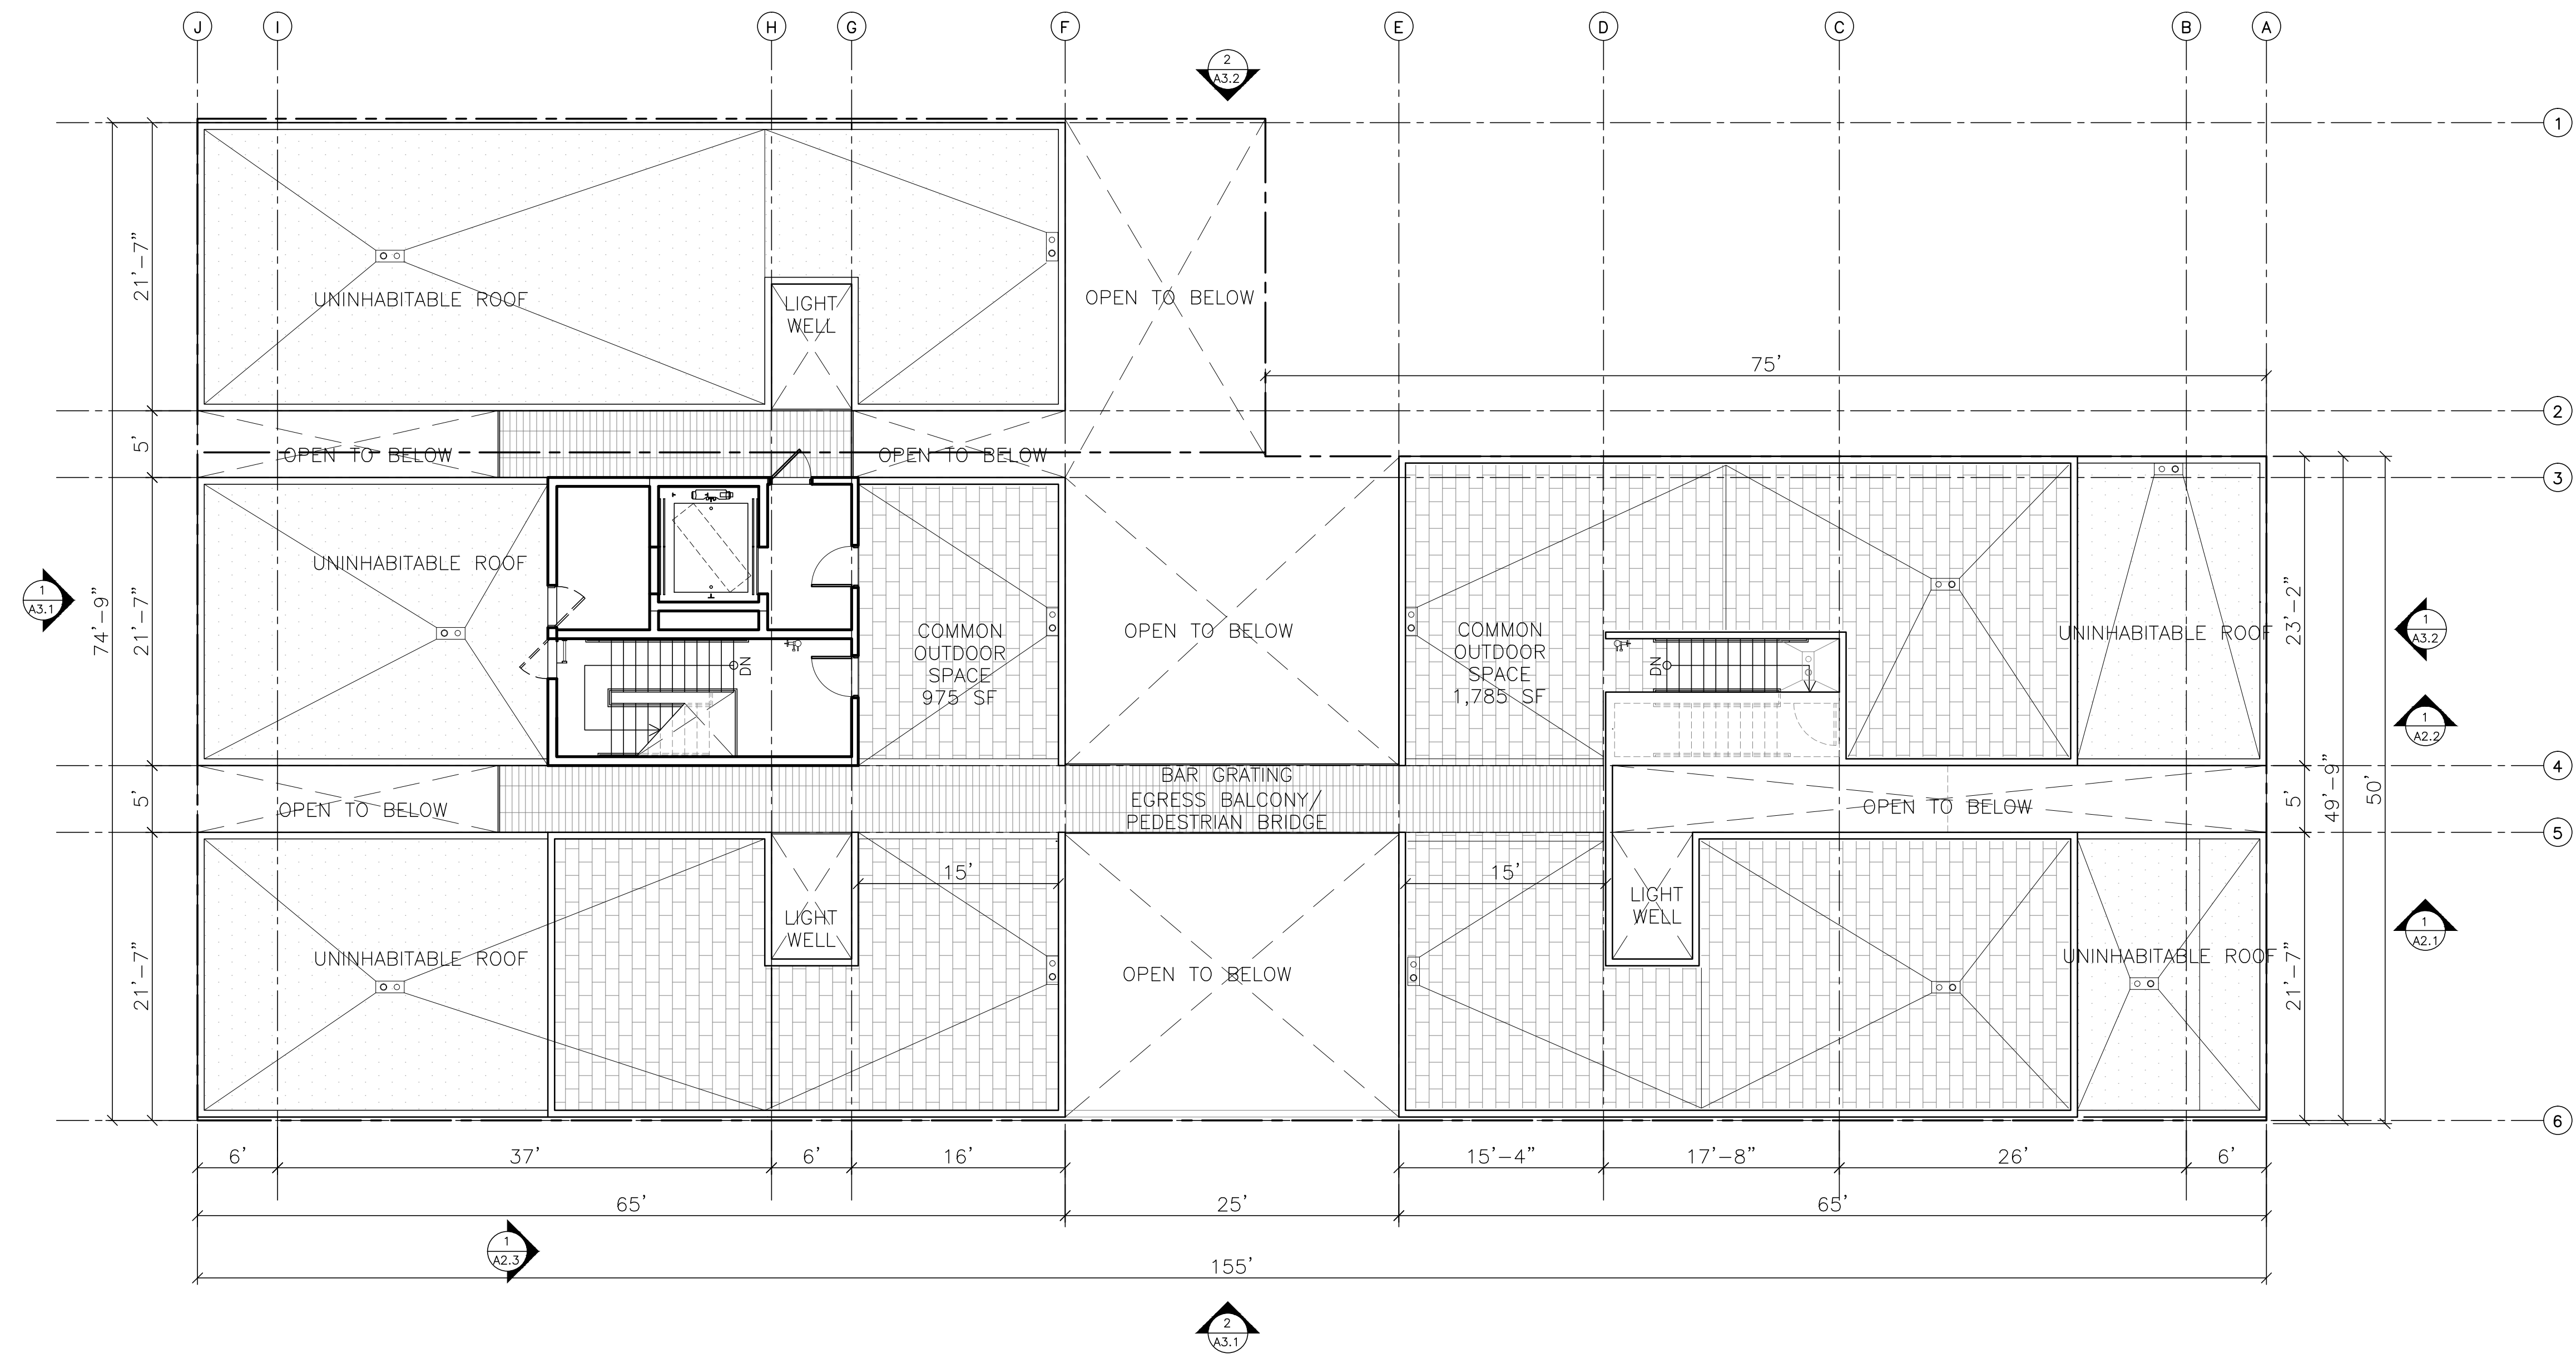 J I H G F E D C B A
2
A3.2
1
UNINHABITABLE ROOF
LIGHT
WELL
OPEN TO BELOW
75'
21'-7"
2
5'
OPEN TO BELOW
OPEN TO BELOW
3
74'-9"
21'-7"
1
A3.1
UNINHABITABLE ROOF
DN
COMMON
OUTDOOR
SPACE
975 SF
OPEN TO BELOW
COMMON
OUTDOOR
SPACE
1,785 SF
DN
UNINHABITABLE ROOF
23'-2"
1
A3.2
1
A2.2
4
5'
OPEN TO BELOW
BAR GRATING
EGRESS BALCONY/
PEDESTRIAN BRIDGE
OPEN TO BELOW
5'
49'-9"
50'
5
15'
15'
LIGHT
WELL
LIGHT
WELL
21'-7"
UNINHABITABLE ROOF
OPEN TO BELOW
UNINHABITABLE ROOF
21'-7"
1
A2.1
6
6' 37' 6' 16' 15'-4" 17'-8" 26' 6'
65' 25' 65'
1
A2.3
155'
2
A3.1